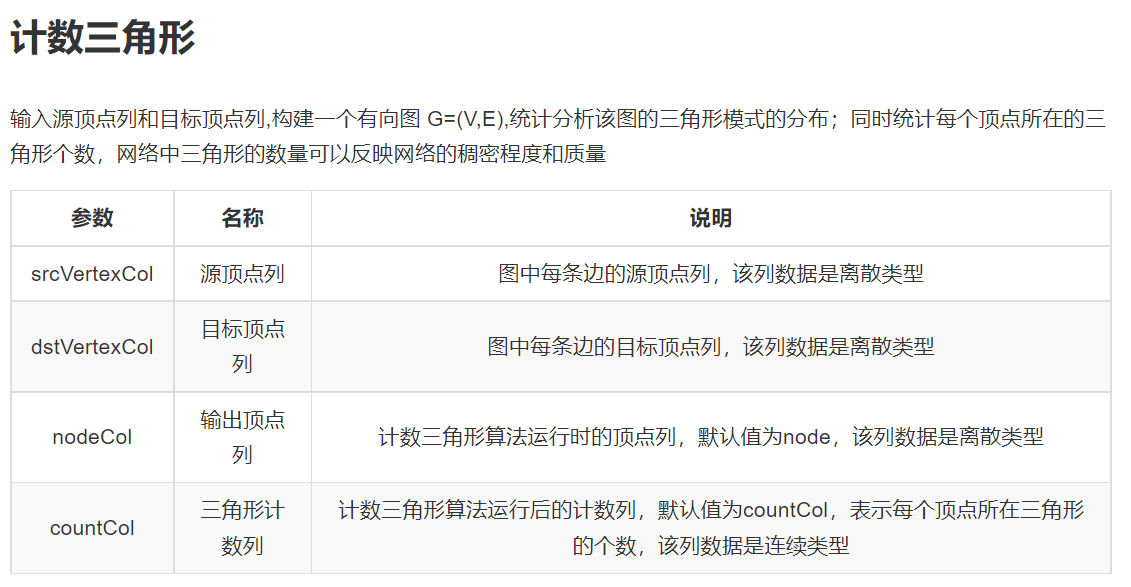 计数三角形
输入源顶点列和目标顶点列,构建一个有向图 G=(V,E),统计分析该图的三角形模式的分布；同时统计每个顶点所在的三
角形个数，网络中三角形的数量可以反映网络的稠密程度和质量
参数 名称 说明
srcVertexCol 源顶点列 图中每条边的源顶点列，该列数据是离散类型
dstVertexCol 目标顶点
列 图中每条边的目标顶点列，该列数据是离散类型
nodeCol 输出顶点
列 计数三角形算法运行时的顶点列，默认值为node，该列数据是离散类型
countCol 三角形计
数列 计数三角形算法运行后的计数列，默认值为countCol，表示每个顶点所在三角形
的个数，该列数据是连续类型